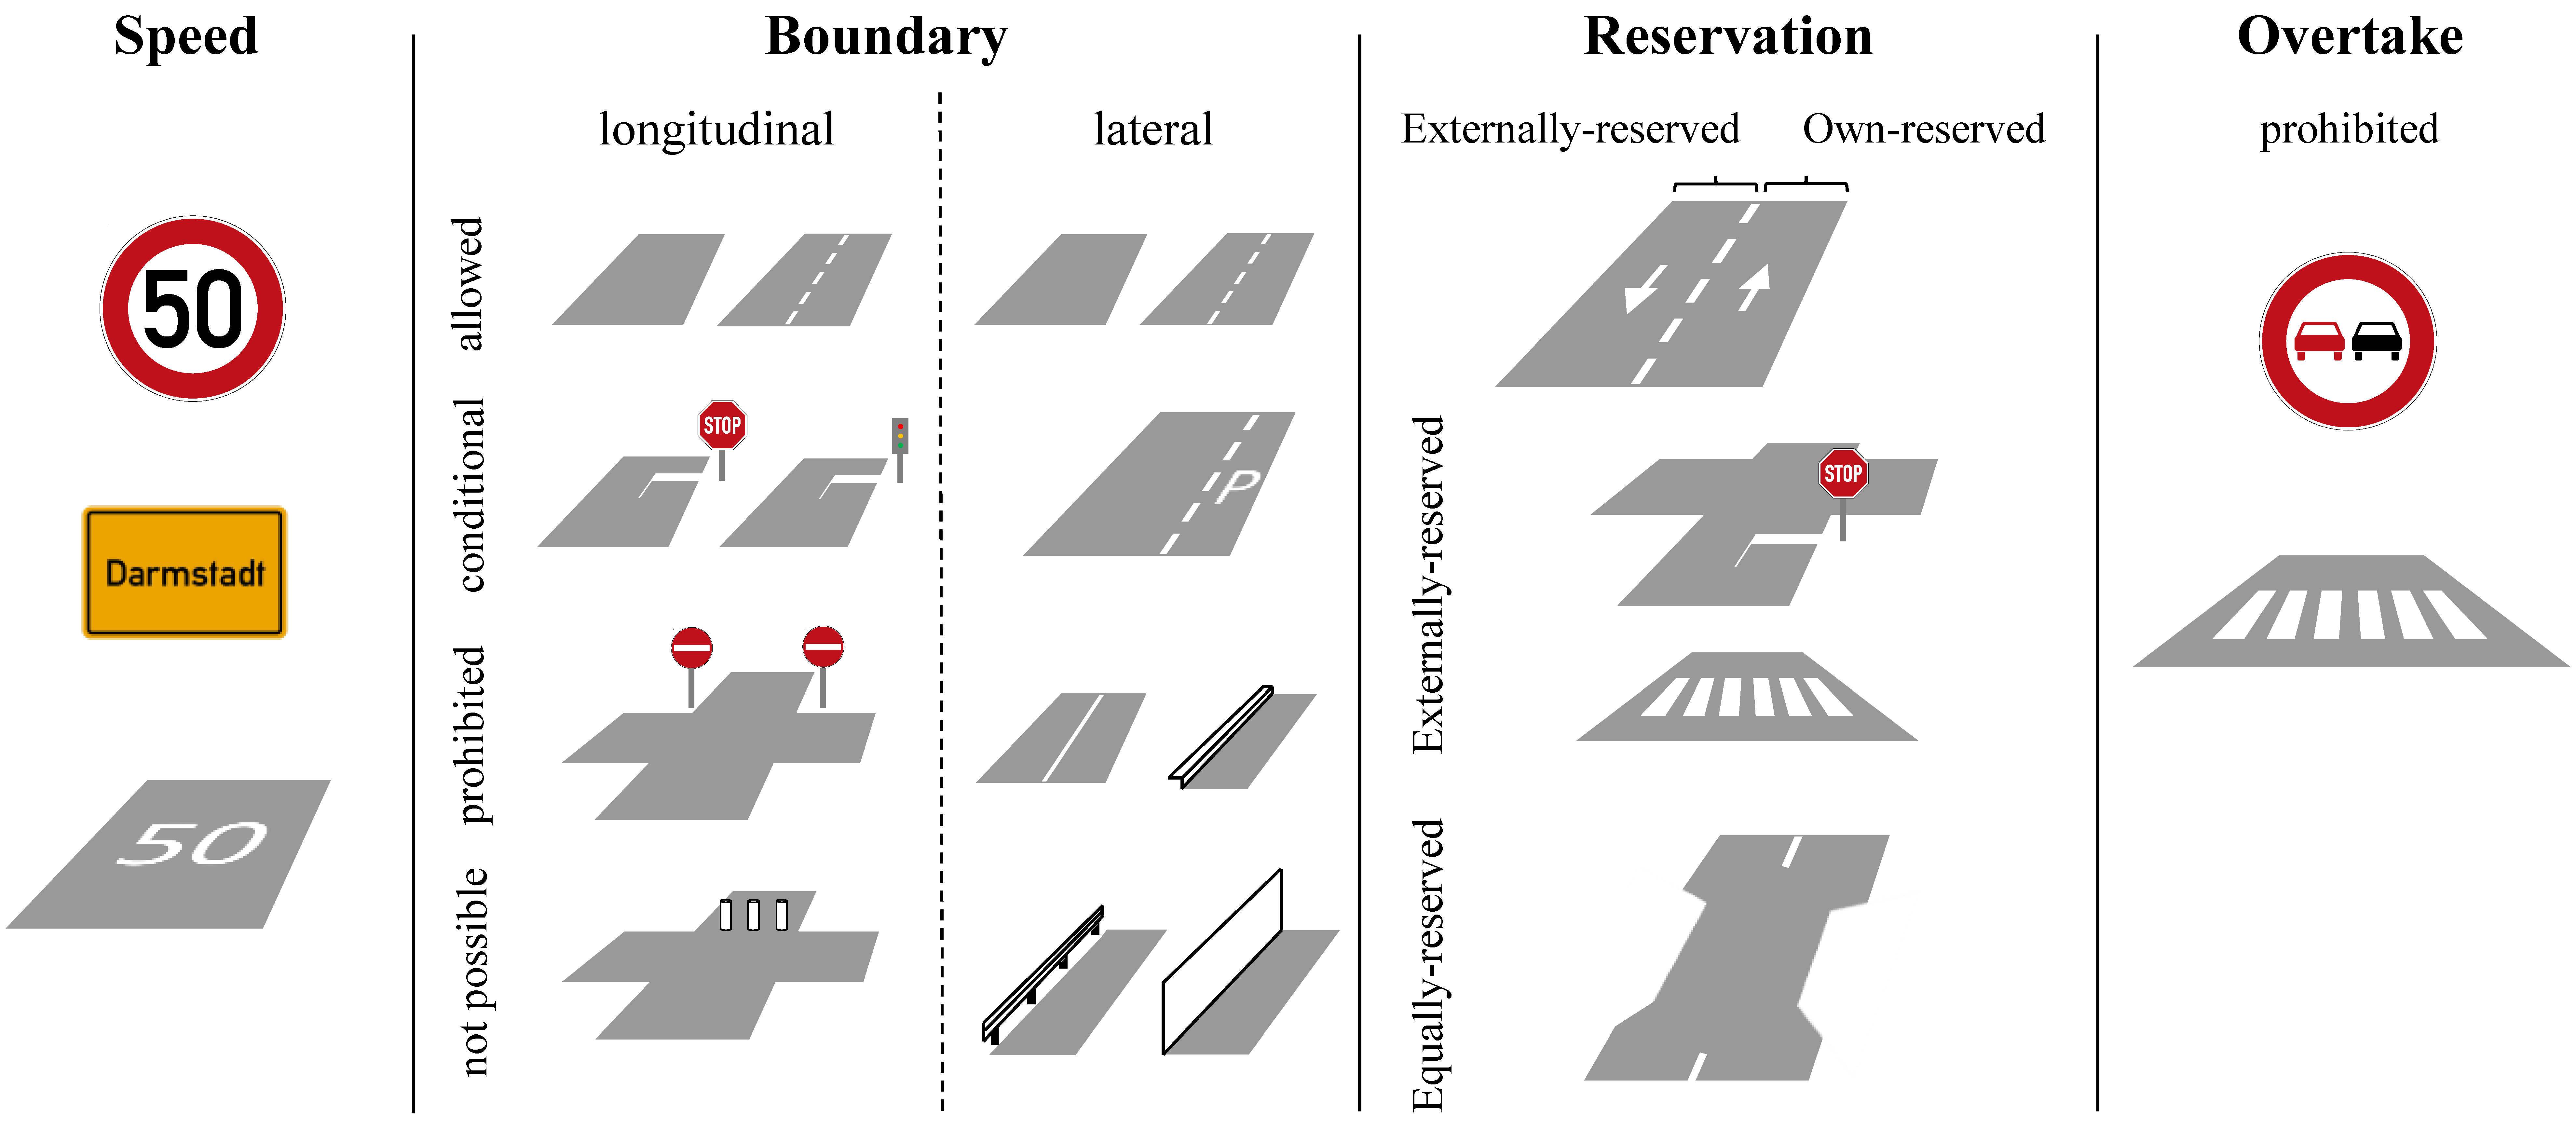 Speed
Boundary
Reservation
Overtake
longitudinal
lateral
Externally-reserved
Own-reserved
prohibited
allowed
conditional
prohibited
not possible
50
Darmstadt
50
STOP
P
Externally-reserved
Equally-reserved
STOP